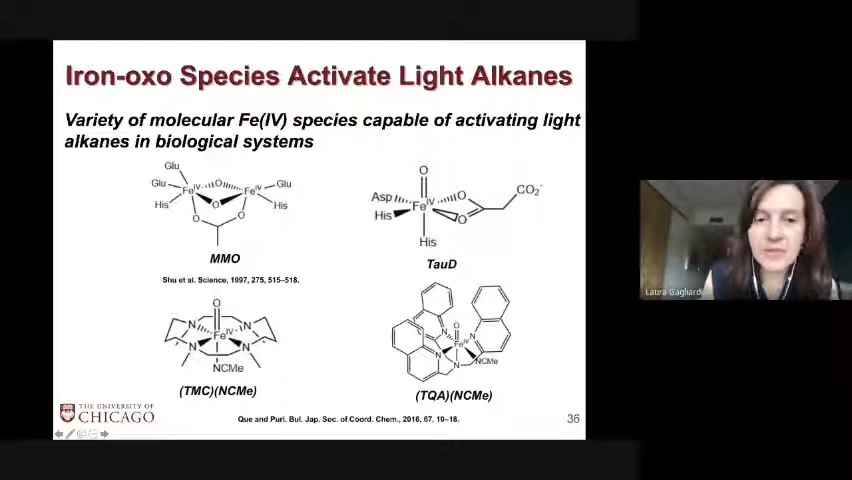 Iron-oxo Species Activate Light Alkanes
Variety of molecular Fe(IV) species capable of activating light
alkanes in biological systems
Glu
Glu
His
Fe IV
O
O
Fe IV
Glu
His
O
O
MMO
Shu et al. Science, 1997, 275, 515–518.
O
Asp
His
Fe IV
O
O
CO2-
His
TauD
O
N
N
Fe IV
N
N
NCMe
(TMC)(NCMe)
O
N
N
Fe IV
N
N
NCMe
(TQA)(NCMe)
THE UNIVERSITY OF
CHICAGO
Que and Puri. Bul. Jap. Soc. of Coord. Chem., 2016, 67, 10–18.
36
Laura Gagliardi